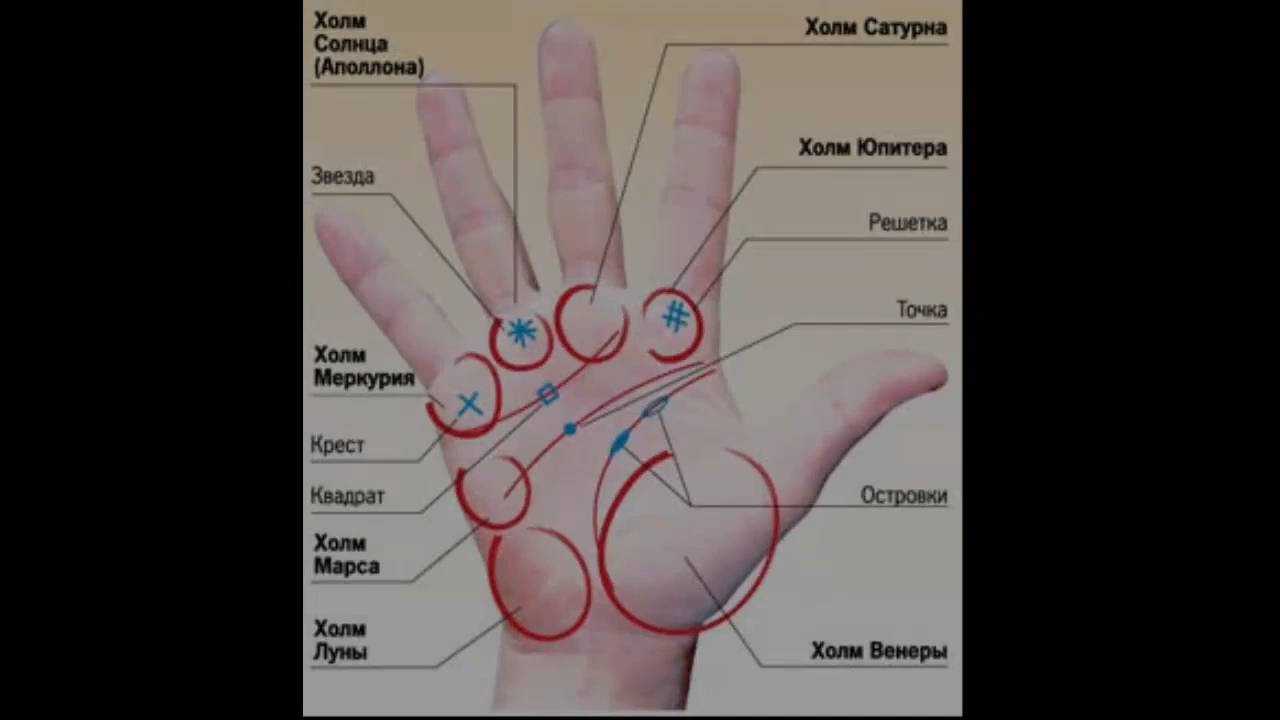 Холм
Солнца
(Аполлона)
Звезда
Холм
Меркурия
Крест
Квадрат
Холм
Марса
Холм
Луны
Холм Сатурна
Холм Юпитера
Решетка
Точка
Островки
Холм Венеры